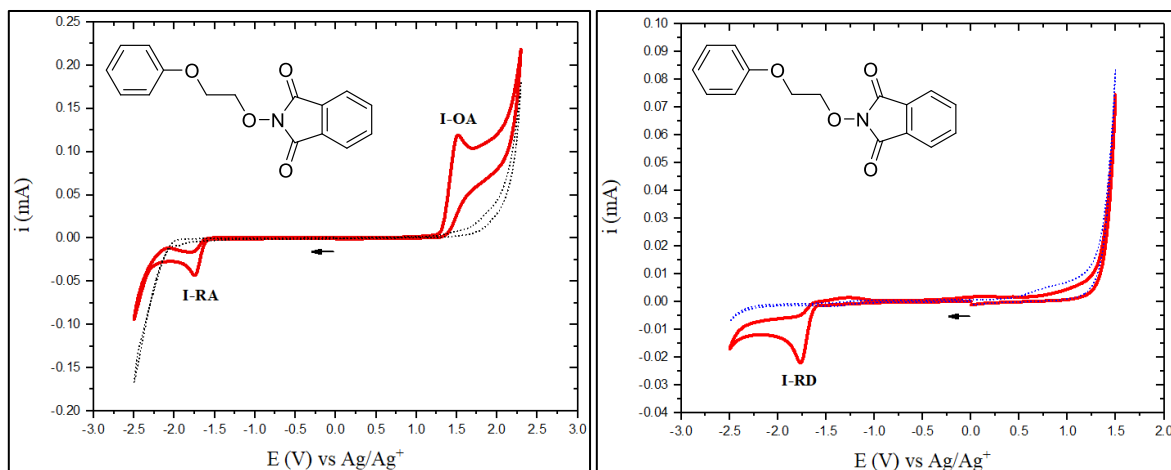 0.25
0.20
0.15
0.10
0.05
0.00
-0.05
-0.10
-0.15
0.20
i (mA)
O
O
O
N
O
I-OA
I-RA
-3.0 -2.5 -2.0 -1.5 -1.0 -0.5 0.0 0.5 1.0 1.5 2.0 2.5 3.0
E (V) vs Ag/Ag+
0.10
0.09
0.08
0.07
0.06
0.05
0.04
0.03
0.02
0.01
0.00
-0.01
-0.02
-0.03
-0.04
i (mA)
O
O
O
N
O
I-RD
-3.0 -2.5 -2.0 -1.5 -1.0 -0.5 0.0 0.5 1.0 1.5 2.0
E (V) vs Ag/Ag+